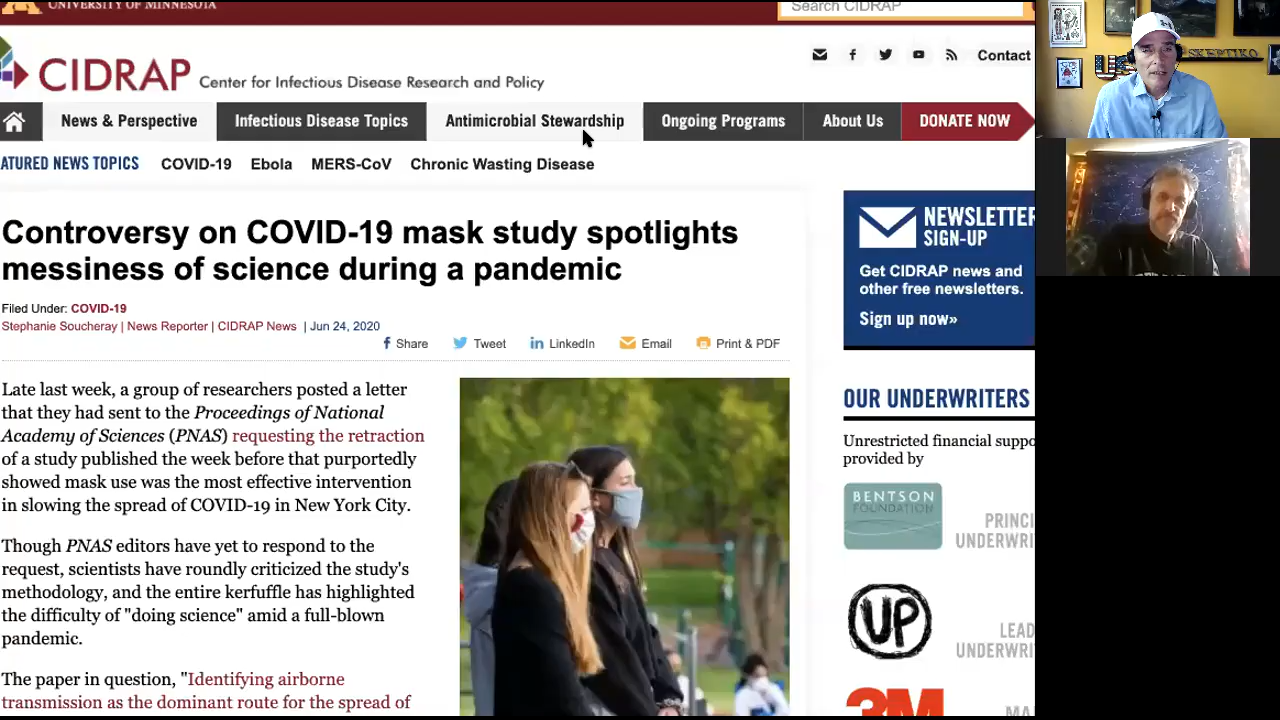 UNIVERSITY OF MINNESOTA
Search CIDRAP
CIDRAP Center for Infectious Disease Research and Policy
Contact
News & Perspective
Infectious Disease Topics
Antimicrobial Stewardship
Ongoing Programs
About Us
DONATE NOW
ATURED NEWS TOPICS
COVID-19
Ebola
MERS-CoV
Chronic Wasting Disease
Controversy on COVID-19 mask study spotlights
messiness of science during a pandemic
Filed Under: COVID-19
Stephanie Soucheray | News Reporter | CIDRAP News | Jun 24, 2020
Share
Tweet
LinkedIn
Email
Print & PDF
Late last week, a group of researchers posted a letter
that they had sent to the Proceedings of National
Academy of Sciences (PNAS) requesting the retraction
of a study published the week before that purportedly
showed mask use was the most effective intervention
in slowing the spread of COVID-19 in New York City.
Though PNAS editors have yet to respond to the
request, scientists have roundly criticized the study's
methodology, and the entire kerfuffle has highlighted
the difficulty of "doing science" amid a full-blown
pandemic.
The paper in question, "Identifying airborne
transmission as the dominant route for the spread of
NEWSLETTER
SIGN-UP
Get CIDRAP news and
other free newsletters.
Sign up now»
OUR UNDERWRITERS
Unrestricted financial suppo
provided by
BENTSON
FOUNDATION
PRINCI
UNDERWRI
UP
LEAD
UNDERWRI
3M
MA
US
SKEPTIKO